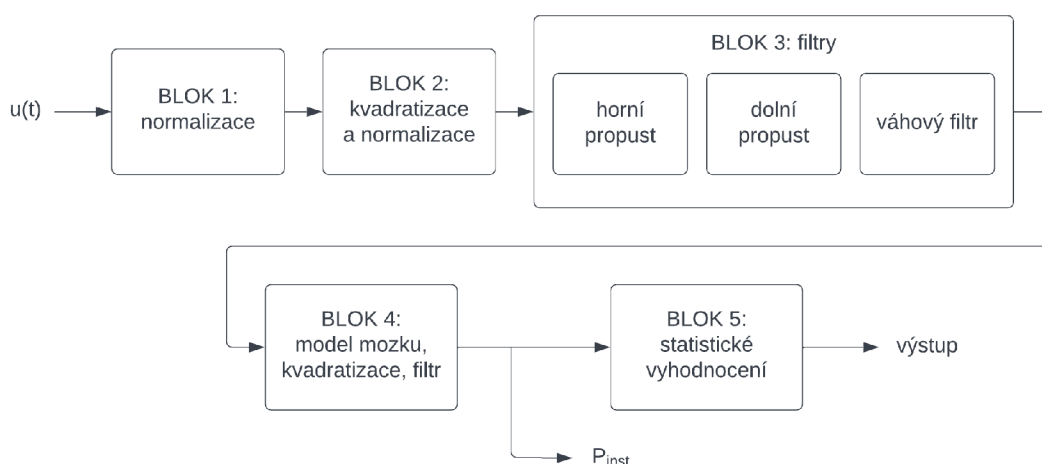 u(t)
BLOK 1:
normalizace
BLOK 2:
kvadratizace
a normalizace
BLOK 3: filtry
horní
propust
dolní
propust
váhový filtr
BLOK 4:
model mozku,
kvadratizace, filtr
BLOK 5:
statistické
vyhodnocení
výstup
Pinst